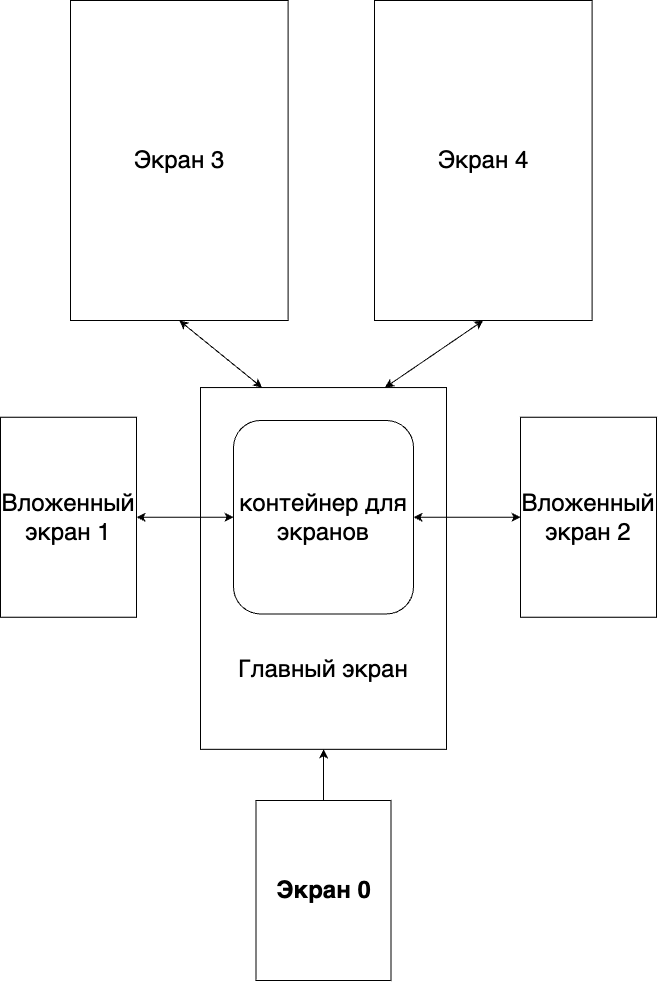 Экран 3
Экран 4
Вложенный
экран 1
контейнер для
экранов
Вложенный
экран 2
Главный экран
Экран 0